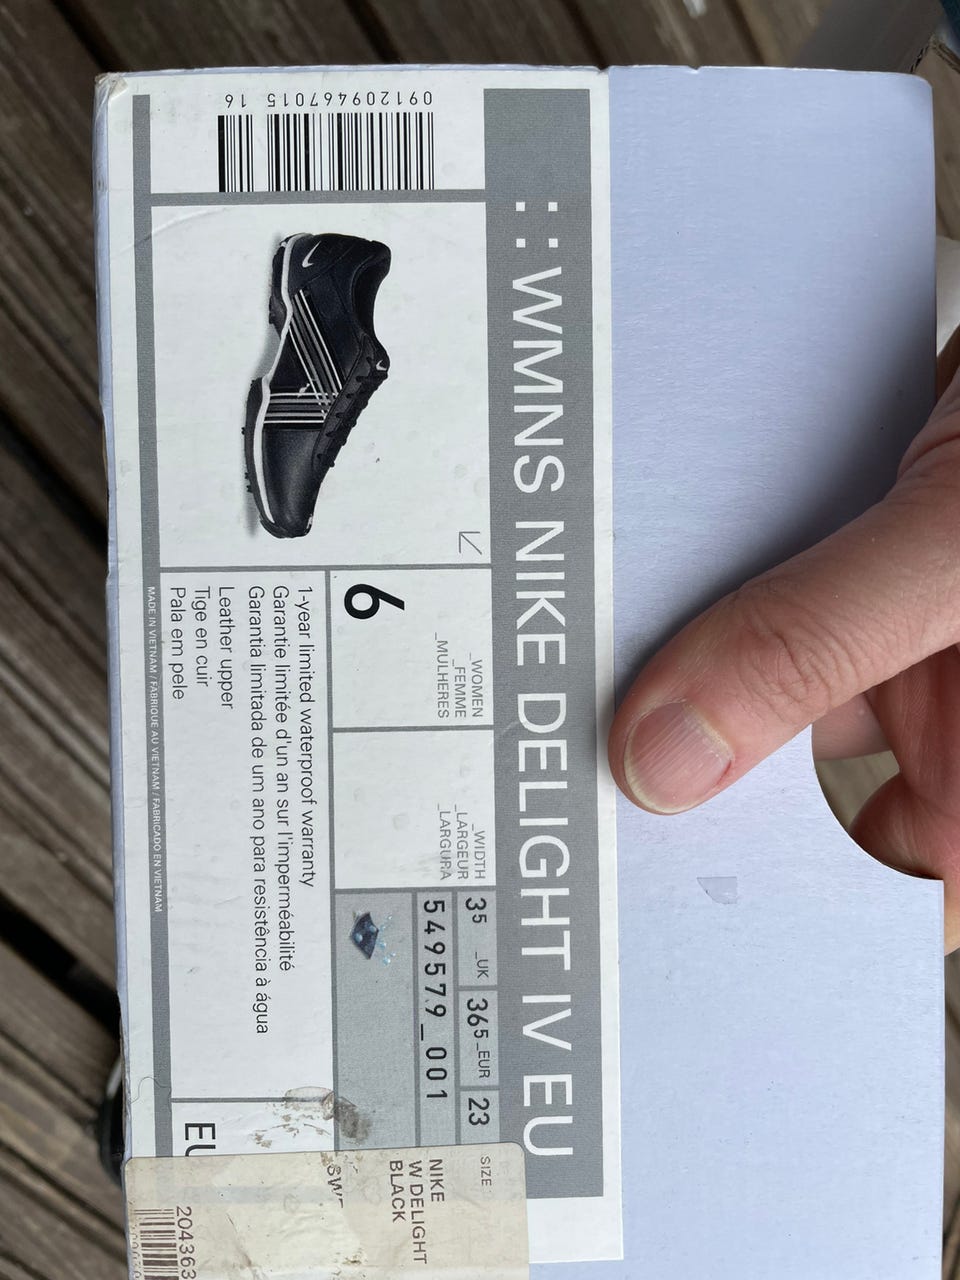 :: WMNS NIKE DELIGHT IV EU
091209467015 16
6
_WOMEN
_FEMME
_MULHERES
_WIDTH
_LARGEUR
_LARGURA
35 _UK 365 _EUR 23
549579_001
1-year limited waterproof warranty
Garantie limitée d'un an sur l'imperméabilité
Garantia limitada de um ano para resistência à água
Leather upper
Tige en cuir
Pala em pele
MADE IN VIETNAM / FABRIQUE AU VIETNAM / FABRICADO EN VIETNAM
SIZE
NIKE
W DELIGHT
BLACK
204363